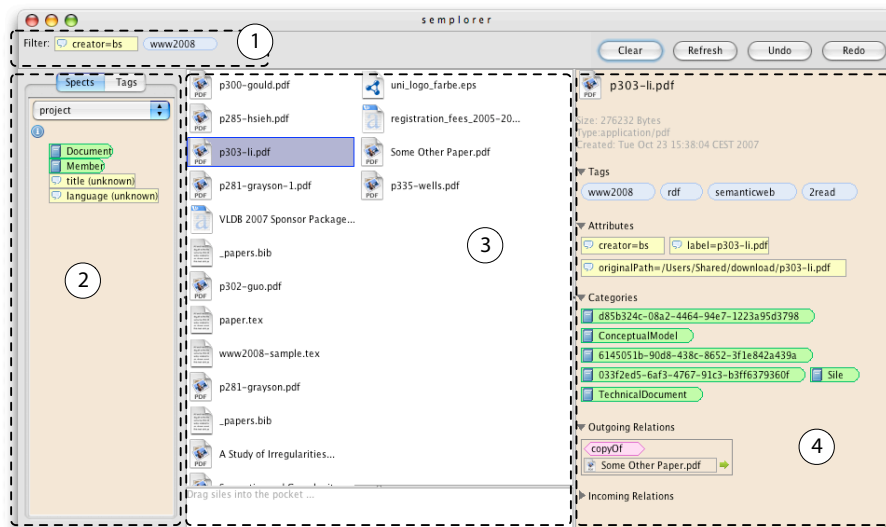 semplorer
Filter: creator=bs www2008
1
Clear Refresh Undo Redo
Spects Tags
project
Document
Member
title (unknown)
language (unknown)
2
p300-gould.pdf
p285-hsieh.pdf
p303-li.pdf
p281-grayson-1.pdf
VLDB 2007 Sponsor Package...
_papers.bib
p302-guo.pdf
paper.tex
www2008-sample.tex
p281-grayson.pdf
_papers.bib
A Study of Irregularities...
uni_logo_farbe.eps
registration_fees_2005-20...
Some Other Paper.pdf
p335-wells.pdf
3
Drag siles into the pocket ...
p303-li.pdf
Size: 276232 Bytes
Type:application/pdf
Created: Tue Oct 23 15:38:04 CEST 2007
Tags
www2008 rdf semanticweb 2read
Attributes
creator=bs label=p303-li.pdf
originalPath=/Users/Shared/download/p303-li.pdf
Categories
d85b324c-08a2-4464-94e7-1223a95d3798
ConceptualModel
6145051b-90d8-438c-8652-3f1e842a439a
033f2ed5-6af3-4767-91c3-b3ff6379360f Sile
TechnicalDocument
Outgoing Relations
copyOf
Some Other Paper.pdf
4
Incoming Relations